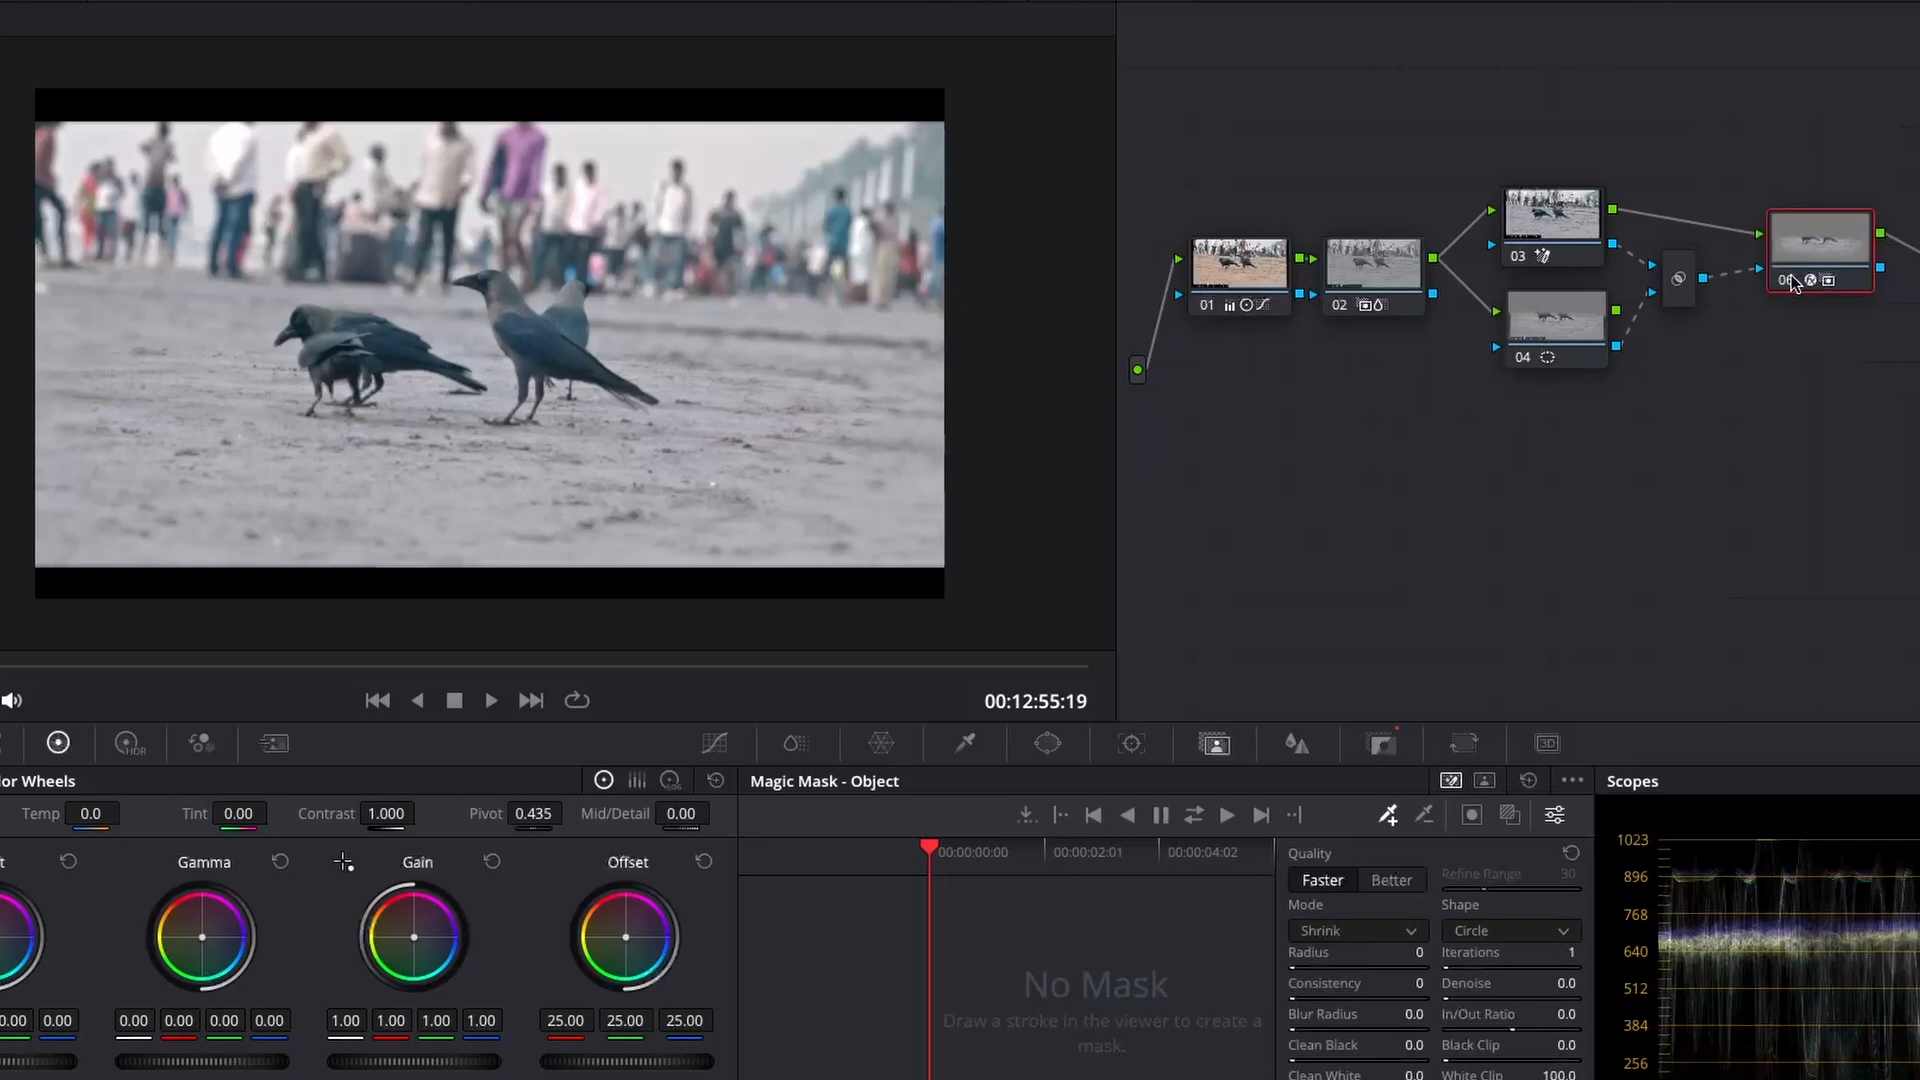 03
01
02
06
04
00:12:55:19
HDR
3D
or Wheels
Magic Mask - Object
Scopes
Temp 0.0 Tint 0.00 Contrast 1.000 Pivot 0.435 Mid/Detail 0.00
LOG
t Gamma Gain Offset
00:00:00:00 00:00:02:01 00:00:04:02
Quality
Faster Better Refine Range 30
Mode Shape
Shrink Circle
Radius 0 Iterations 1
Consistency 0 Denoise 0.0
Blur Radius 0.0 In/Out Ratio 0.0
Clean Black 0.0 Black Clip 0.0
Clean White 0.0 White Clip 100.0
No Mask
Draw a stroke in the viewer to create a
mask.
0.00 0.00 0.00 0.00 0.00 0.00 1.00 1.00 1.00 1.00 25.00 25.00 25.00
1023
896
768
640
512
384
256